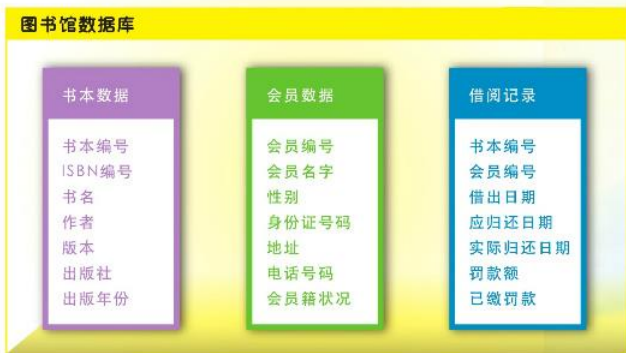 图书馆数据库
书本数据
书本编号
ISBN编号
书名
作者
版本
出版社
出版年份
会员数据
会员编号
会员名字
性别
身份证号码
地址
电话号码
会员籍状况
借阅记录
书本编号
会员编号
借出日期
应归还日期
实际归还日期
罚款额
已缴罚款